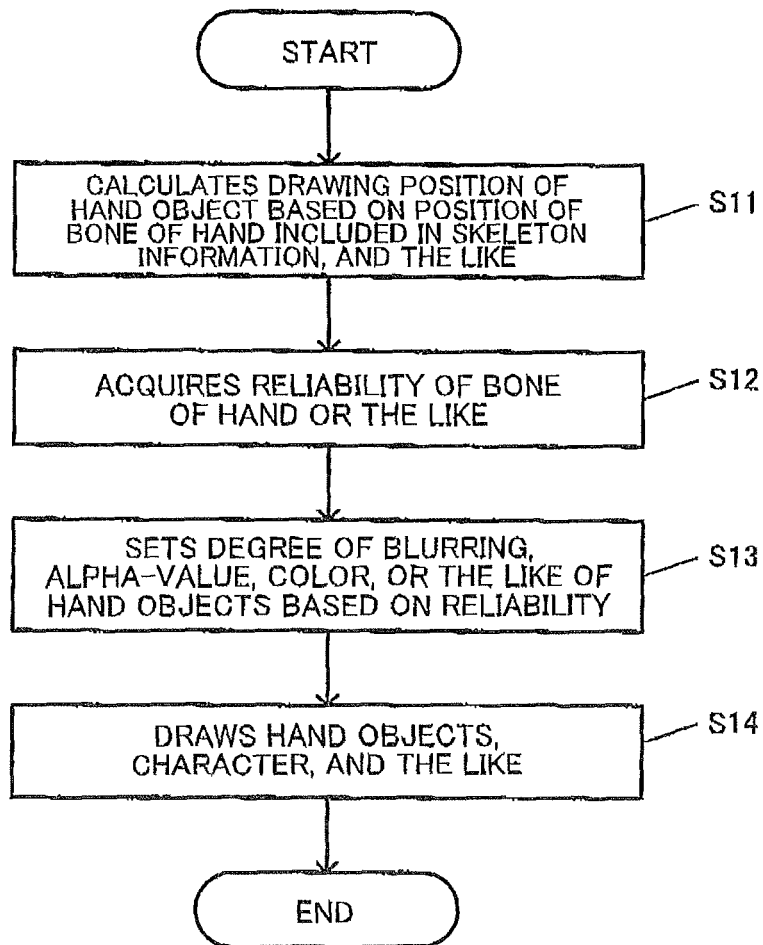 START
CALCULATES DRAWING POSITION OF
HAND OBJECT BASED ON POSITION OF
BONE OF HAND INCLUDED IN SKELETON
INFORMATION, AND THE LIKE
S11
ACQUIRES RELIABILITY OF BONE
OF HAND OR THE LIKE
S12
SETS DEGREE OF BLURRING,
ALPHA-VALUE, COLOR, OR THE LIKE OF
HAND OBJECTS BASED ON RELIABILITY
S13
DRAWS HAND OBJECTS,
CHARACTER, AND THE LIKE
S14
END